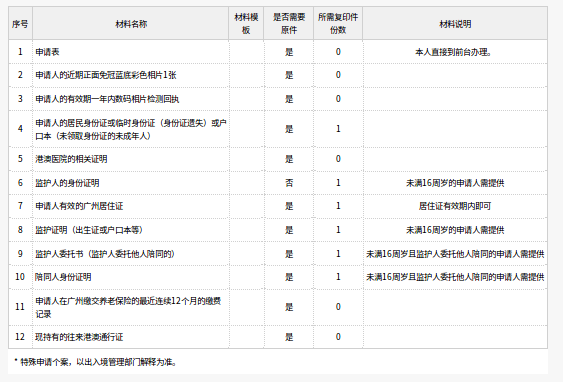 序号 材料名称 材料模板 是否需要原件 所需复印件份数 材料说明
1 申请表 是 0 本人直接到前台办理。
2 申请人的近期正面免冠蓝底彩色相片1张 是 0
3 申请人的有效期一年内数码相片检测回执 是 0
4 申请人的居民身份证或临时身份证（身份证遗失）或户
口本（未领取身份证的未成年人） 是 1
5 港澳医院的相关证明 是 0
6 监护人的身份证明 否 1 未满16周岁的申请人需提供
7 申请人有效的广州居住证 是 1 居住证有效期内即可
8 监护证明（出生证或户口本等） 是 1 未满16周岁的申请人需提供
9 监护人委托书（监护人委托他人陪同的） 是 1 未满16周岁且监护人委托他人陪同的申请人需提供
10 陪同人身份证明 是 1 未满16周岁且监护人委托他人陪同的申请人需提供
11 申请人在广州缴交养老保险的最近连续12个月的缴费
记录 是 0
12 现持有的往来港澳通行证 是 0
* 特殊申请个案，以出入境管理部门解释为准。